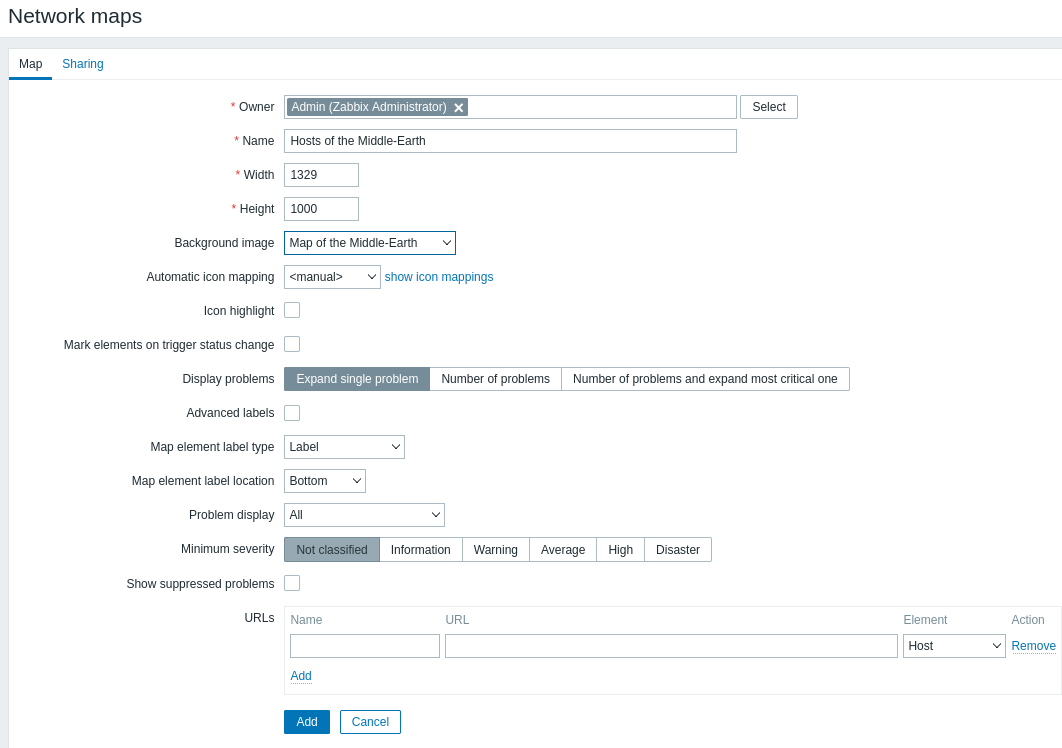 Network maps
Map Sharing
* Owner Admin (Zabbix Administrator) Select
* Name Hosts of the Middle-Earth
* Width 1329
* Height 1000
Background image Map of the Middle-Earth
Automatic icon mapping <manual> show icon mappings
Icon highlight
Mark elements on trigger status change
Display problems Expand single problem Number of problems Number of problems and expand most critical one
Advanced labels
Map element label type Label
Map element label location Bottom
Problem display All
Minimum severity Not classified Information Warning Average High Disaster
Show suppressed problems
URLs Name URL Element Action
Host Remove
Add
Add Cancel